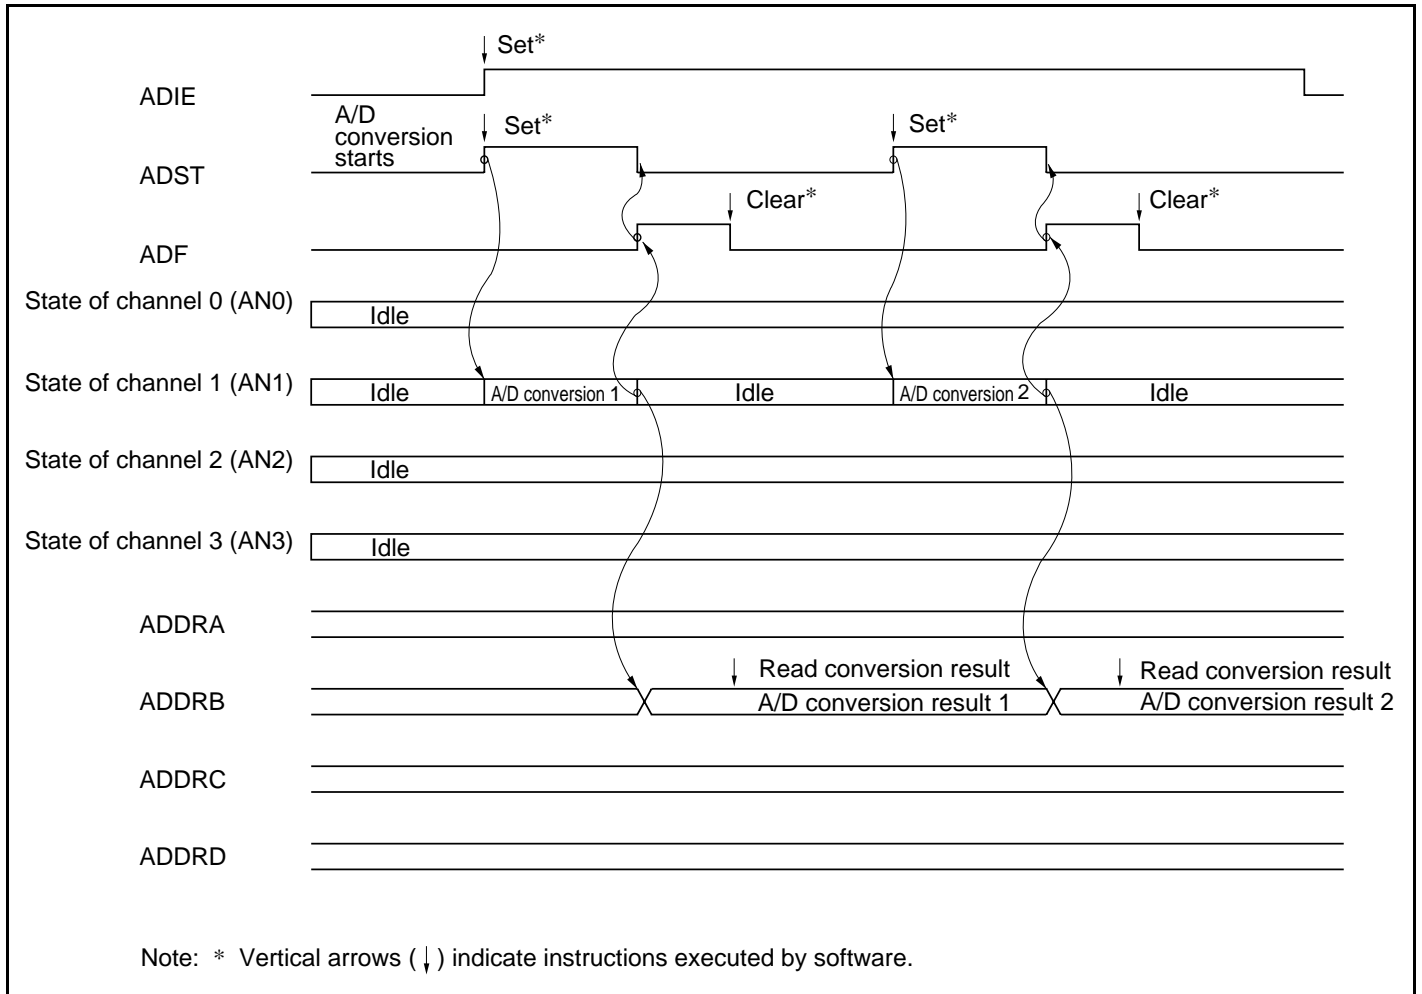 Set*
ADIE
A/D
conversion
starts
Set*
Set*
ADST
Clear*
Clear*
ADF
State of channel 0 (AN0)
Idle
State of channel 1 (AN1)
Idle
A/D conversion 1
Idle
A/D conversion 2
Idle
State of channel 2 (AN2)
Idle
State of channel 3 (AN3)
Idle
ADDRA
Read conversion result
Read conversion result
ADDRB
A/D conversion result 1
A/D conversion result 2
ADDRC
ADDRD
Note: * Vertical arrows (↓) indicate instructions executed by software.